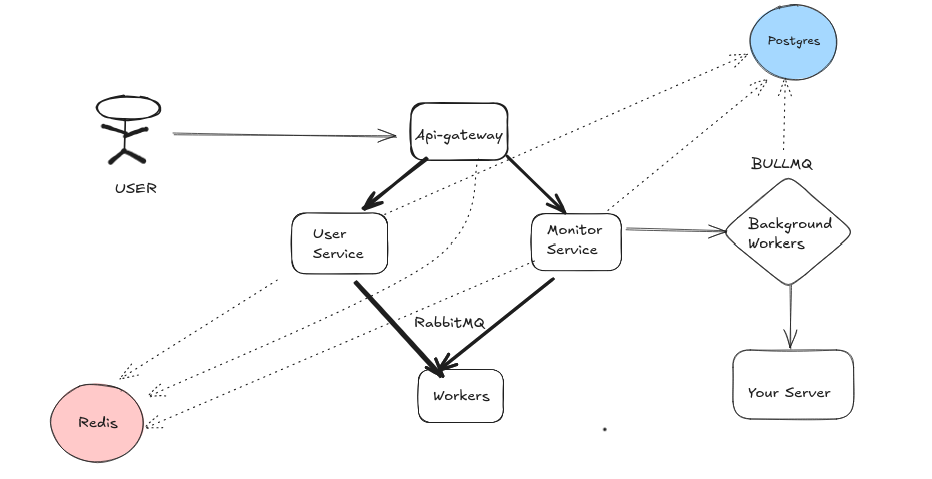 Postgres
Api-gateway
BULLMQ
USER
User
Service
Monitor
Service
Background
Workers
RabbitMQ
Workers
Your Server
Redis